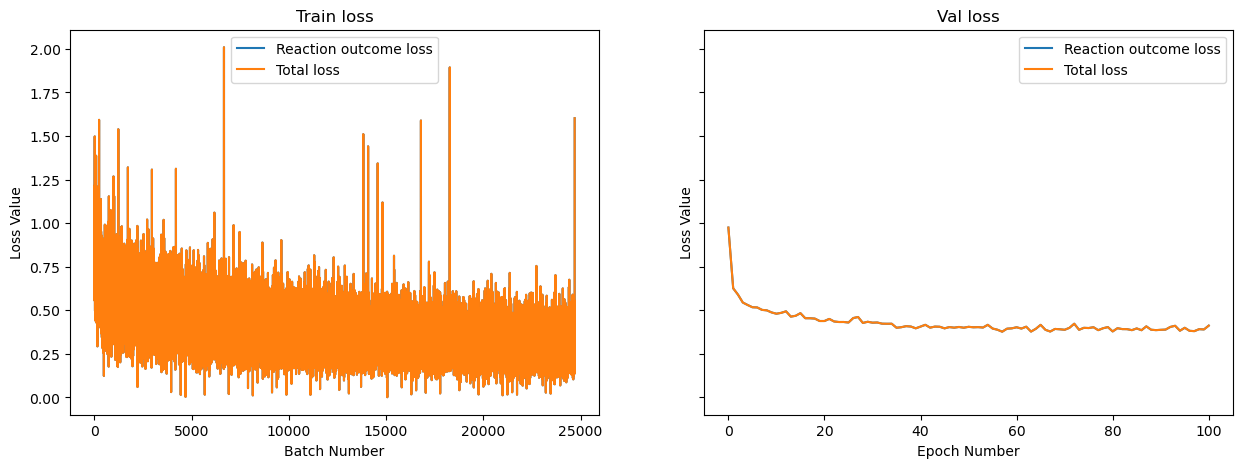 Train loss
Reaction outcome loss
Total loss
Loss Value
2.00
1.75
1.50
1.25
1.00
0.75
0.50
0.25
0.00
0
5000
10000
15000
20000
25000
Batch Number
Val loss
Reaction outcome loss
Total loss
Loss Value
0
20
40
60
80
100
Epoch Number